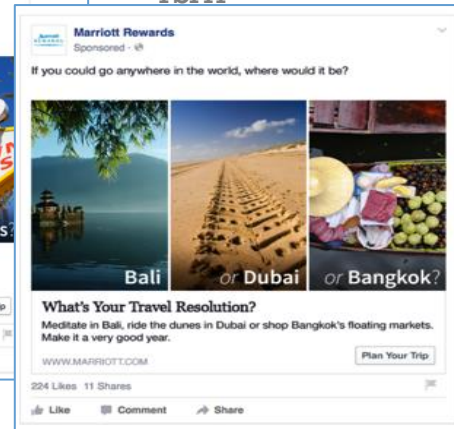 Marriott Rewards
Sponsored ·
If you could go anywhere in the world, where would it be?
Bali
or Dubai
or Bangkok?
What's Your Travel Resolution?
Meditate in Bali, ride the dunes in Dubai or shop Bangkok's floating markets.
Make it a very good year.
WWW.MARRIOTT.COM
Plan Your Trip
224 Likes 11 Shares
Like Comment Share